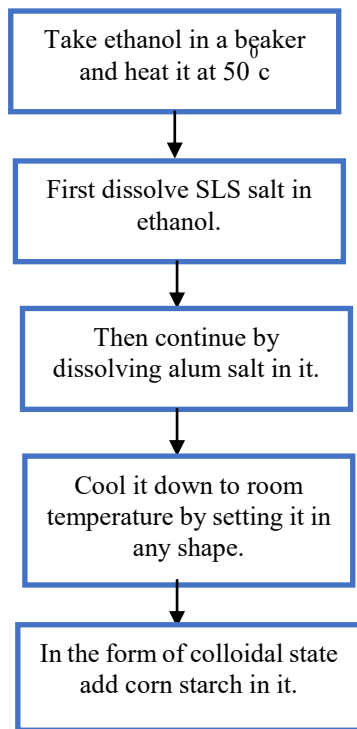 Take ethanol in a beaker
and heat it at 50⁰c
First dissolve SLS salt in
ethanol.
Then continue by
dissolving alum salt in it.
Cool it down to room
temperature by setting it in
any shape.
In the form of colloidal state
add corn starch in it.